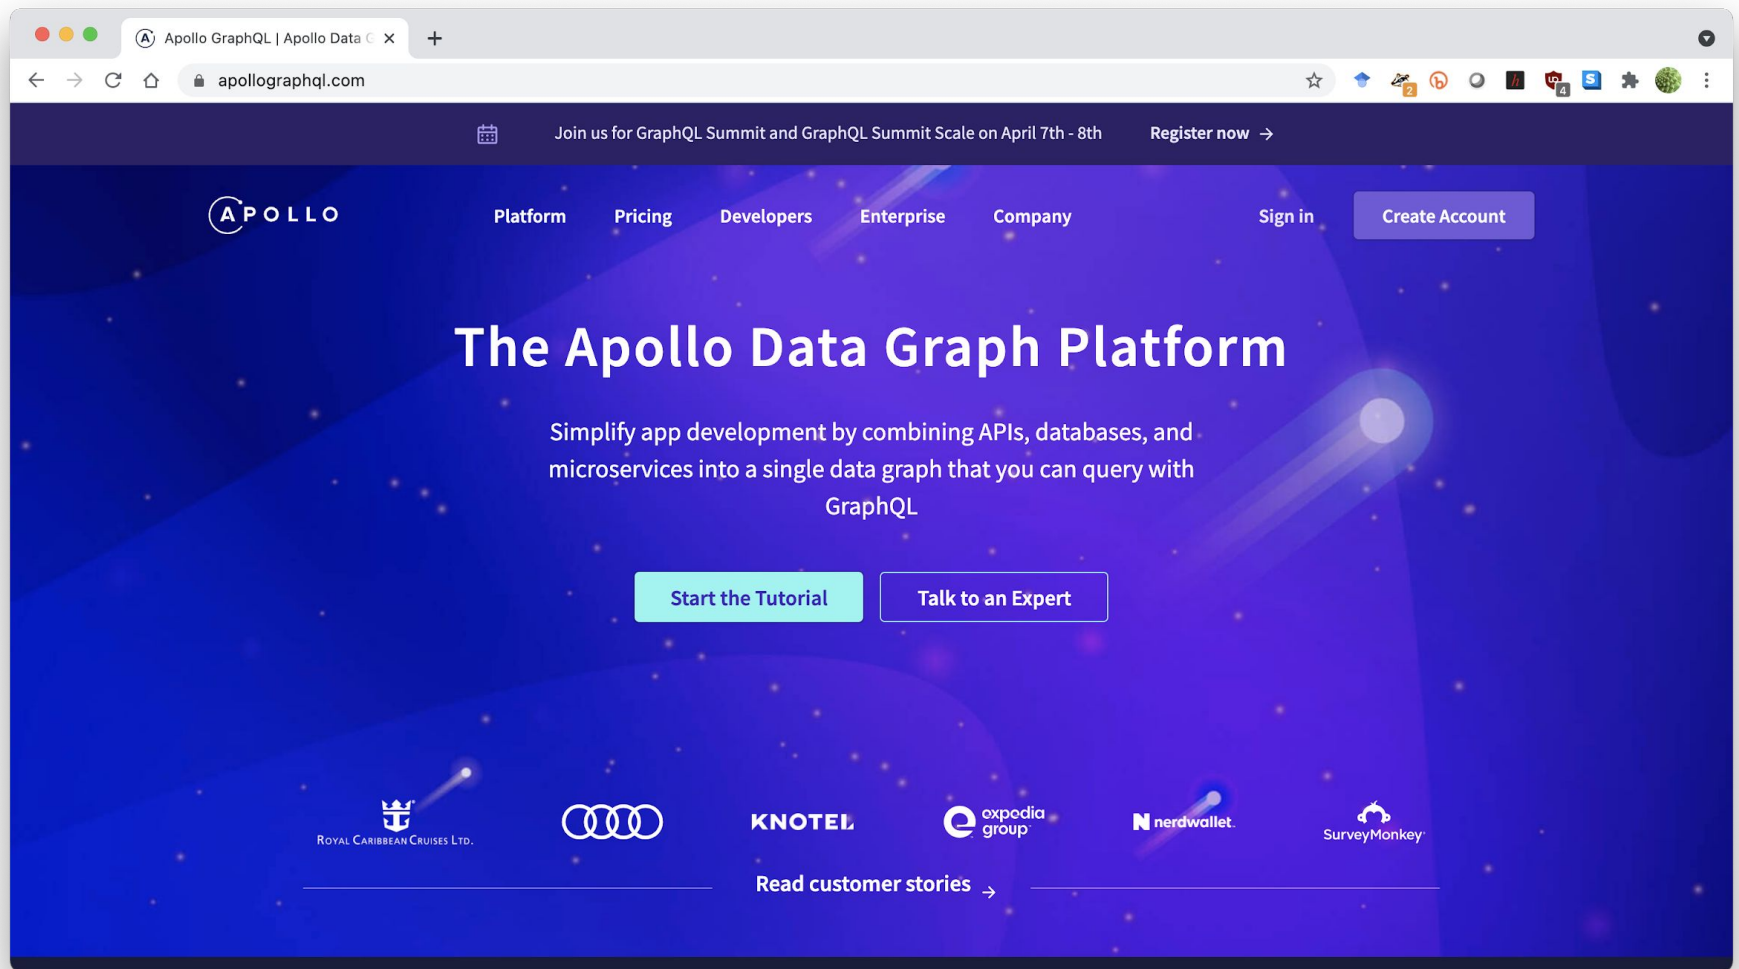 Apollo GraphQL | Apollo Data G
apollographql.com
2
4
S
Join us for GraphQL Summit and GraphQL Summit Scale on April 7th - 8th
Register now →
APOLLO
Platform
Pricing
Developers
Enterprise
Company
Sign in
Create Account
The Apollo Data Graph Platform
Simplify app development by combining APIs, databases, and
microservices into a single data graph that you can query with
GraphQL
Start the Tutorial
Talk to an Expert
ROYAL CARIBBEAN CRUISES LTD.
KNOTEL
expedia
group
nerdwallet
SurveyMonkey
Read customer stories →